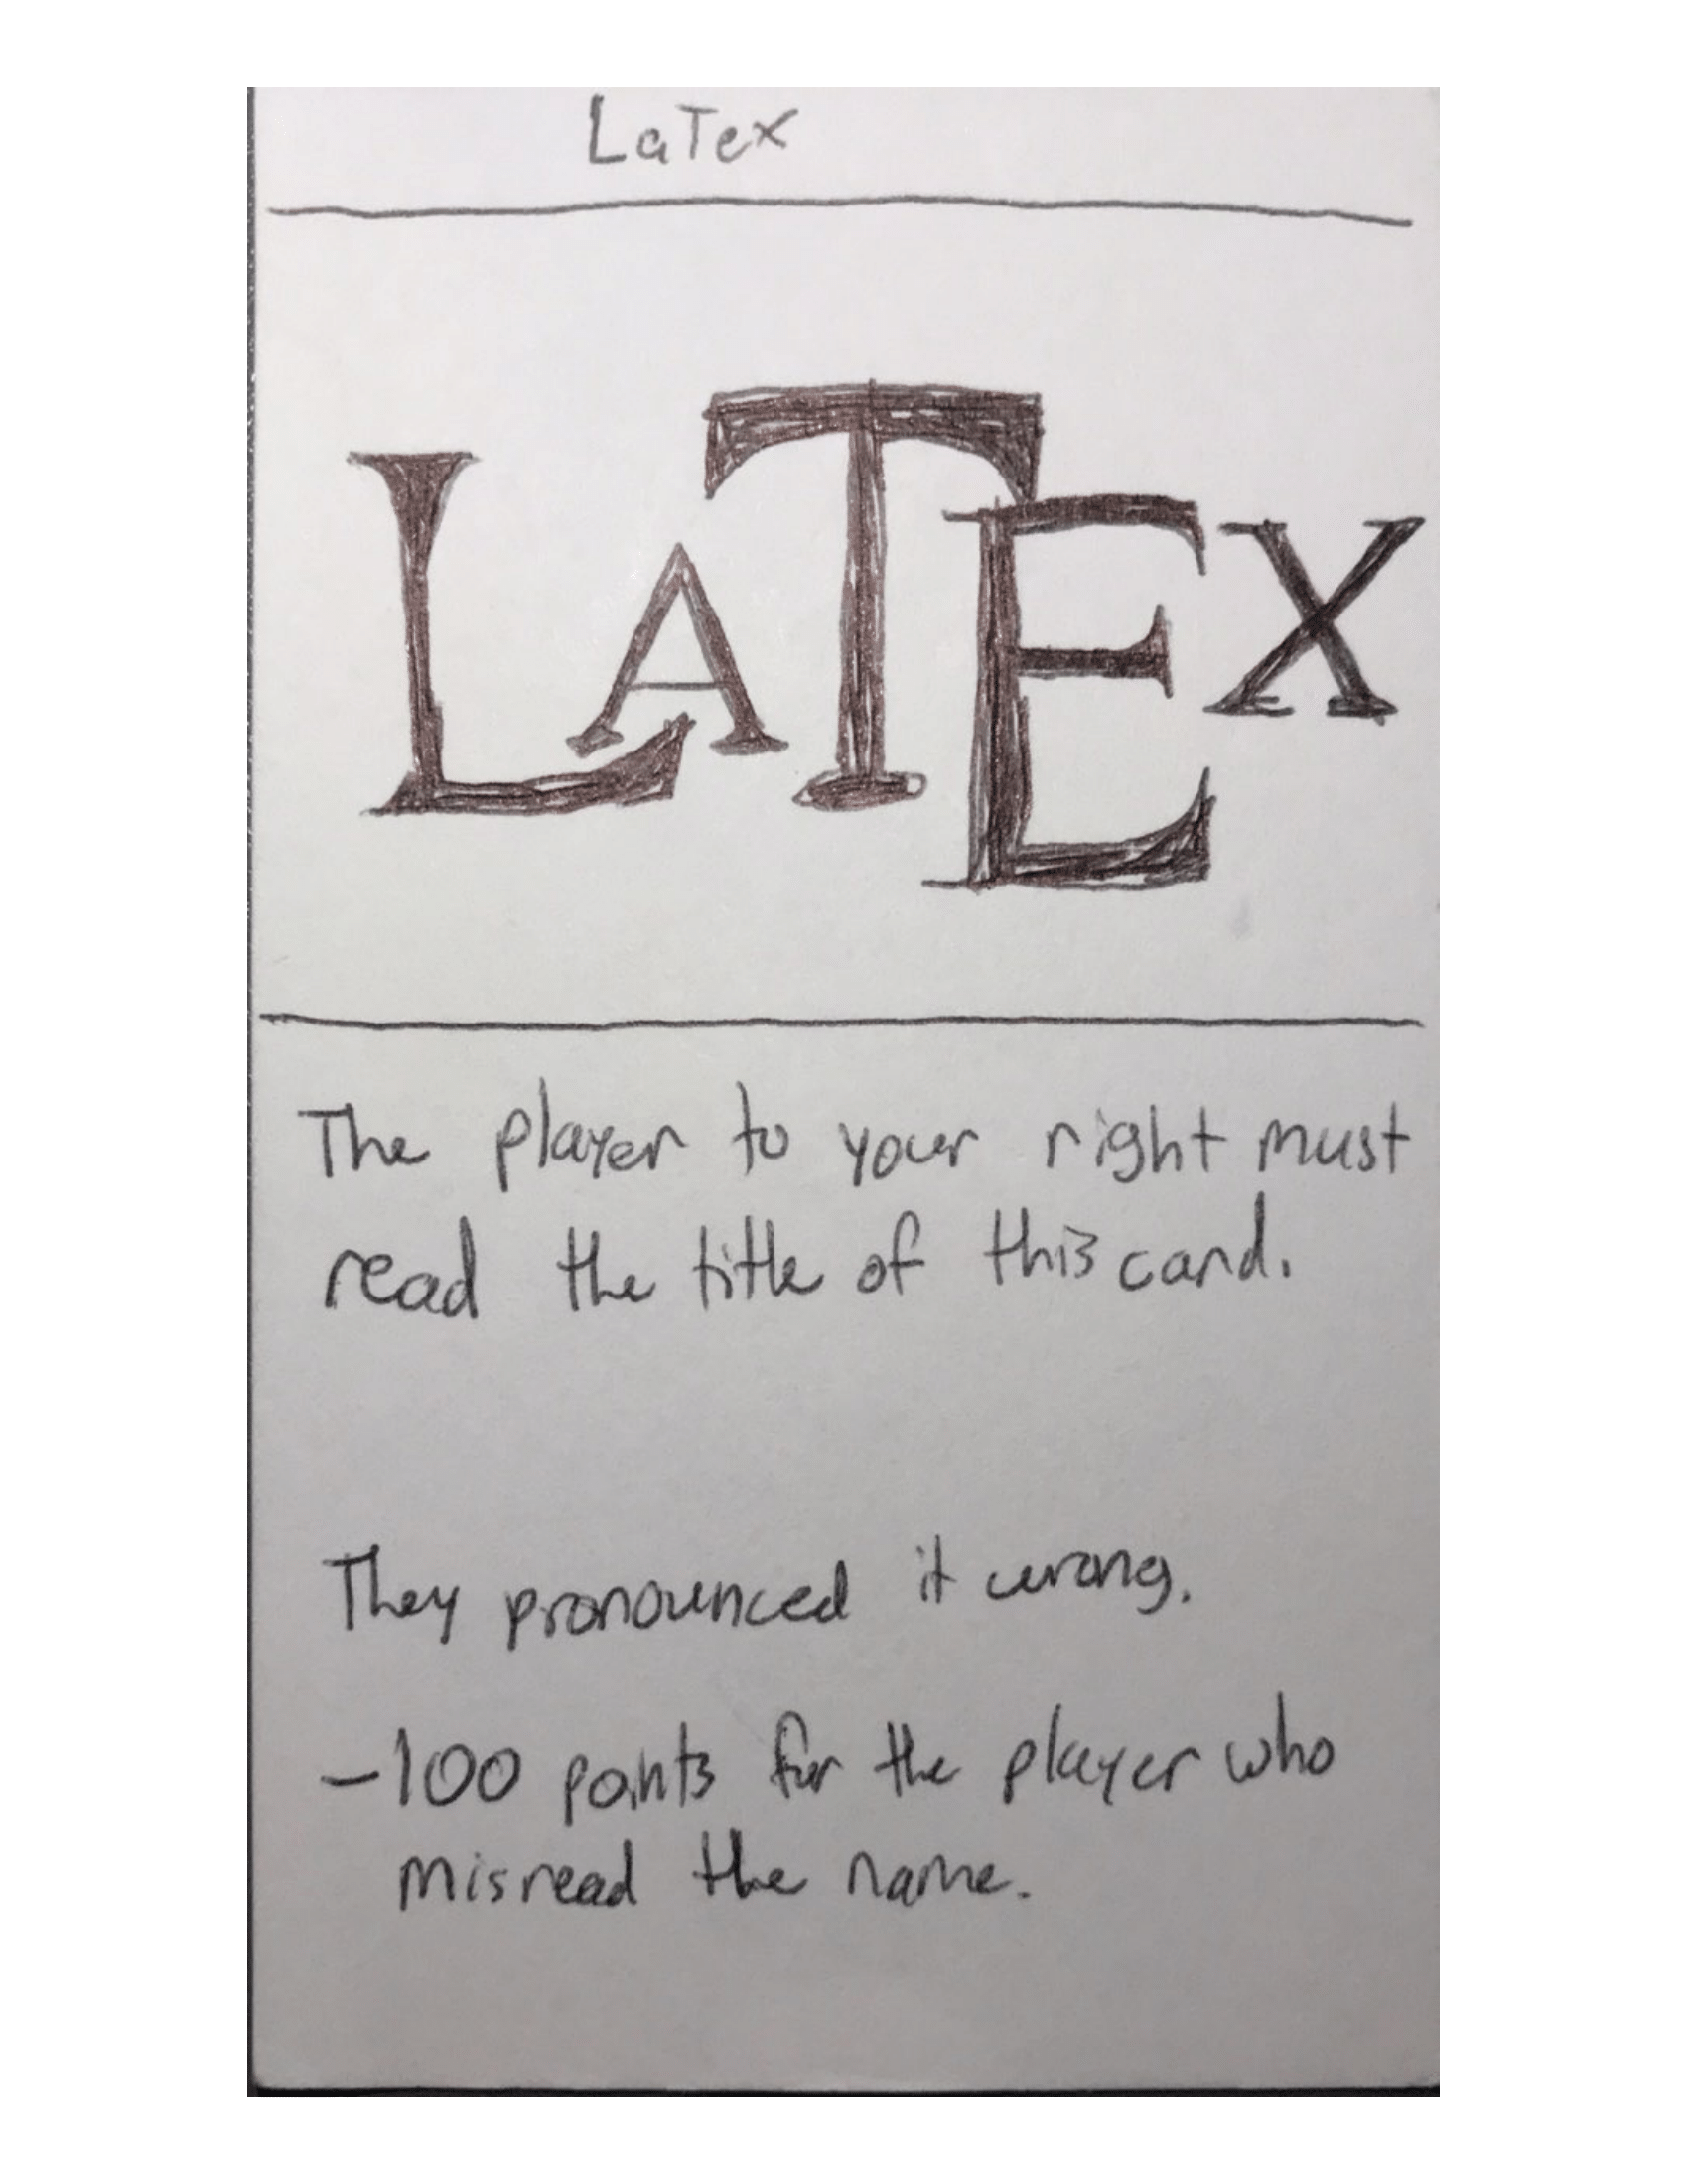 LaTex
LATEX
The player to your right must
read the title of this card.
They pronounced it wrong.
-100 points for the player who
misread the name.